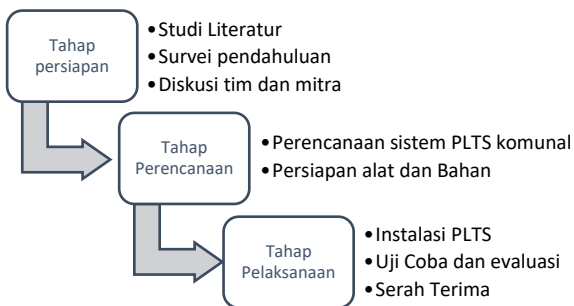 Tahap
persiapan
•Studi Literatur
•Survei pendahuluan
•Diskusi tim dan mitra
Tahap
Perencanaan
•Perencanaan sistem PLTS komunal
•Persiapan alat dan Bahan
Tahap
Pelaksanaan
•Instalasi PLTS
•Uji Coba dan evaluasi
•Serah Terima